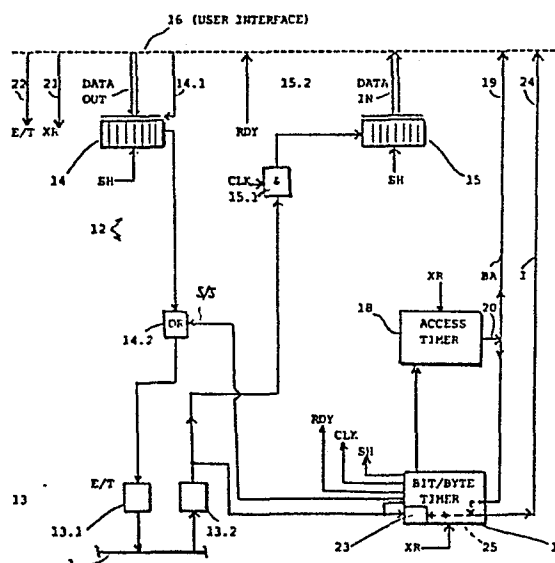 16 (USER INTERFACE)
22
21
DATA OUT
14.1
15.2
DATA IN
19
24
E/T XR
RDY
14
SH
CLK
&
15.1
SH
15
12
S/S
XR
BA
I
18
ACCESS TIMER
20
OR
14.2
RDY
CLK
SH
E/T
BIT/BYTE TIMER
13
13.1
13.2
23
XR
25
1